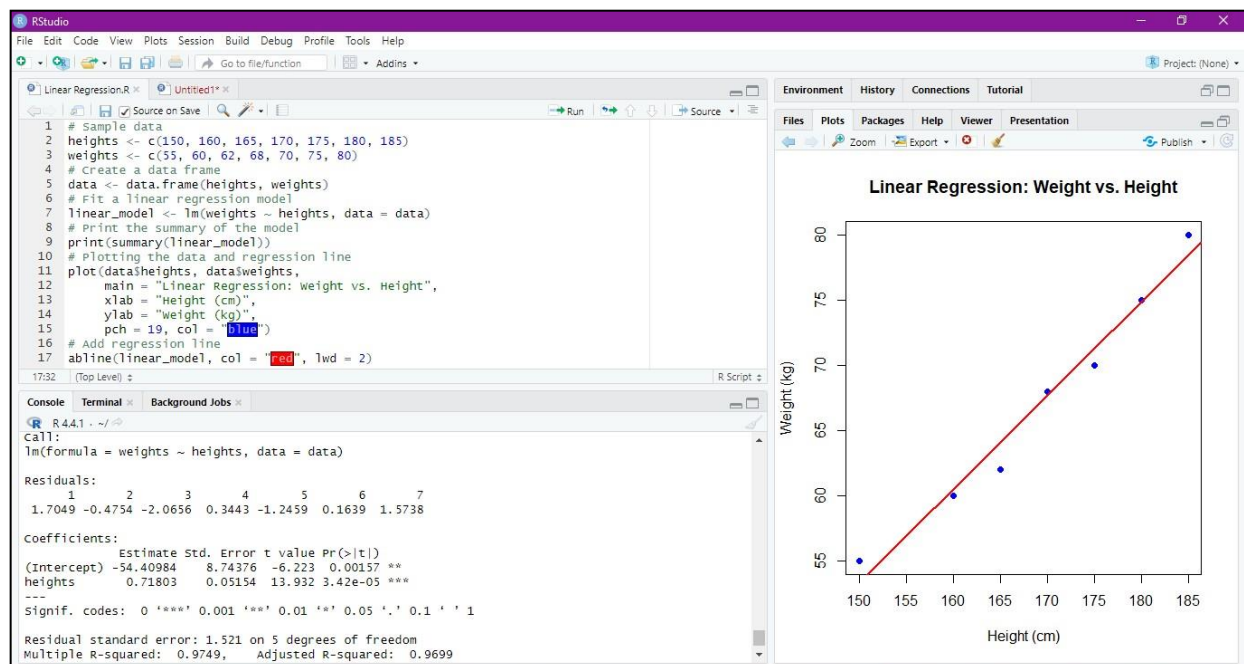 RStudio
File Edit Code View Plots Session Build Debug Profile Tools Help
Go to file/function Addins Project: (None)
Linear Regression.R Untitled1*
Source on Save Run Source
1 # Sample data
2 heights <- c(150, 160, 165, 170, 175, 180, 185)
3 weights <- c(55, 60, 62, 68, 70, 75, 80)
4 # Create a data frame
5 data <- data.frame(heights, weights)
6 # Fit a linear regression model
7 linear_model <- lm(weights ~ heights, data = data)
8 # Print the summary of the model
9 print(summary(linear_model))
10 # Plotting the data and regression line
11 plot(data$heights, data$weights,
12 main = "Linear Regression: Weight vs. Height",
13 xlab = "Height (cm)",
14 ylab = "Weight (kg)",
15 pch = 19, col = "blue")
16 # Add regression line
17 abline(linear_model, col = "red", lwd = 2)
17:32 (Top Level) R Script
Console Terminal Background Jobs
R R 4.4.1 · ~/
Call:
lm(formula = weights ~ heights, data = data)
Residuals:
1 2 3 4 5 6 7
1.7049 -0.4754 -2.0656 0.3443 -1.2459 0.1639 1.5738
Coefficients:
Estimate Std. Error t value Pr(>|t|)
(Intercept) -54.40984 8.74376 -6.223 0.00157 **
heights 0.71803 0.05154 13.932 3.42e-05 ***
---
Signif. codes: 0 ‘***’ 0.001 ‘**’ 0.01 ‘*’ 0.05 ‘.’ 0.1 ‘ ’ 1
Residual standard error: 1.521 on 5 degrees of freedom
Multiple R-squared: 0.9749, Adjusted R-squared: 0.9699
Environment History Connections Tutorial
Files Plots Packages Help Viewer Presentation
Zoom Export Publish
Linear Regression: Weight vs. Height
80
75
70
65
60
55
Weight (kg)
150 155 160 165 170 175 180 185
Height (cm)